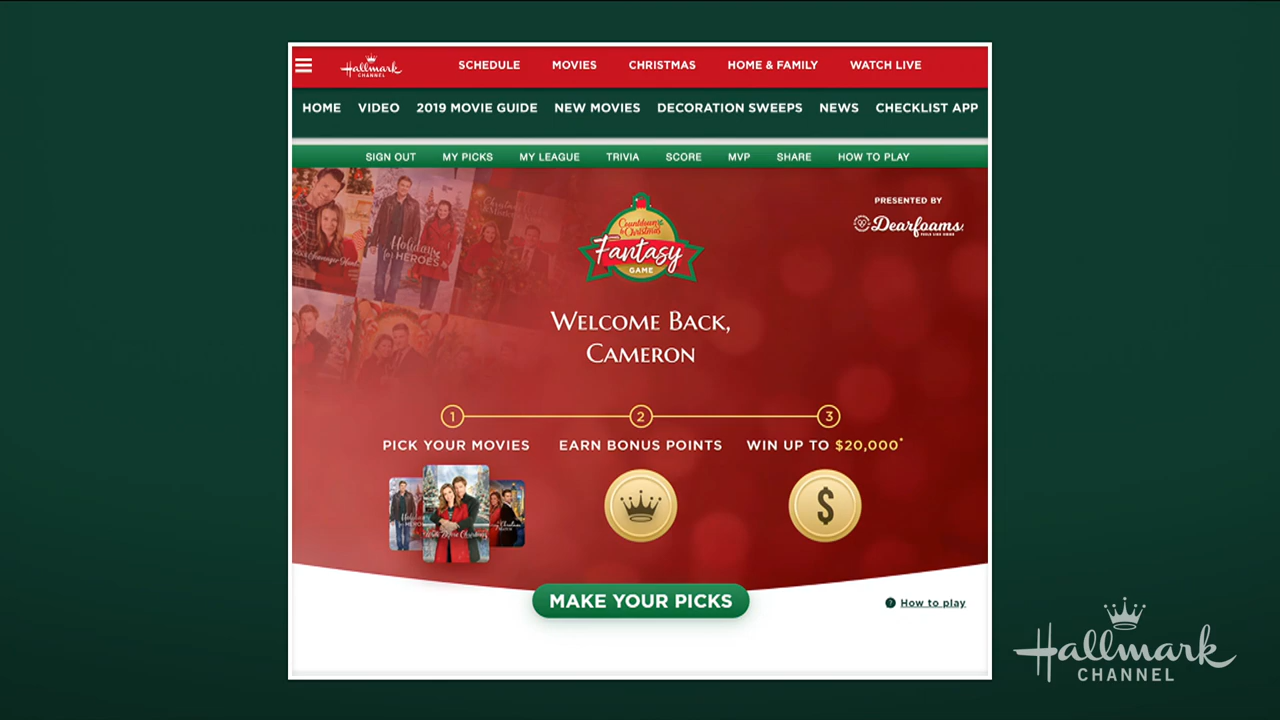 Hallmark
CHANNEL
SCHEDULE MOVIES CHRISTMAS HOME & FAMILY WATCH LIVE
HOME VIDEO 2019 MOVIE GUIDE NEW MOVIES DECORATION SWEEPS NEWS CHECKLIST APP
SIGN OUT MY PICKS MY LEAGUE TRIVIA SCORE MVP SHARE HOW TO PLAY
PRESENTED BY
Dearfoams
Countdown to Christmas
Fantasy
GAME
Holiday
for HEROES
WELCOME BACK,
CAMERON
1 2 3
PICK YOUR MOVIES EARN BONUS POINTS WIN UP TO $20,000*
$
MAKE YOUR PICKS
? How to play
Hallmark
CHANNEL